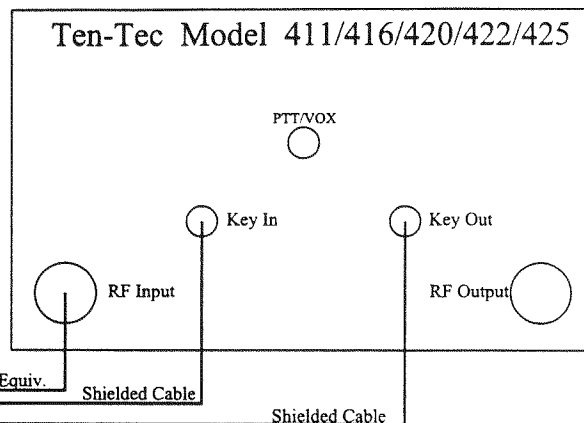 Ten-Tec Model 411/416/420/422/425
PTT/VOX
Key In
Key Out
RF Input
RF Output
Equiv.
Shielded Cable
Shielded Cable